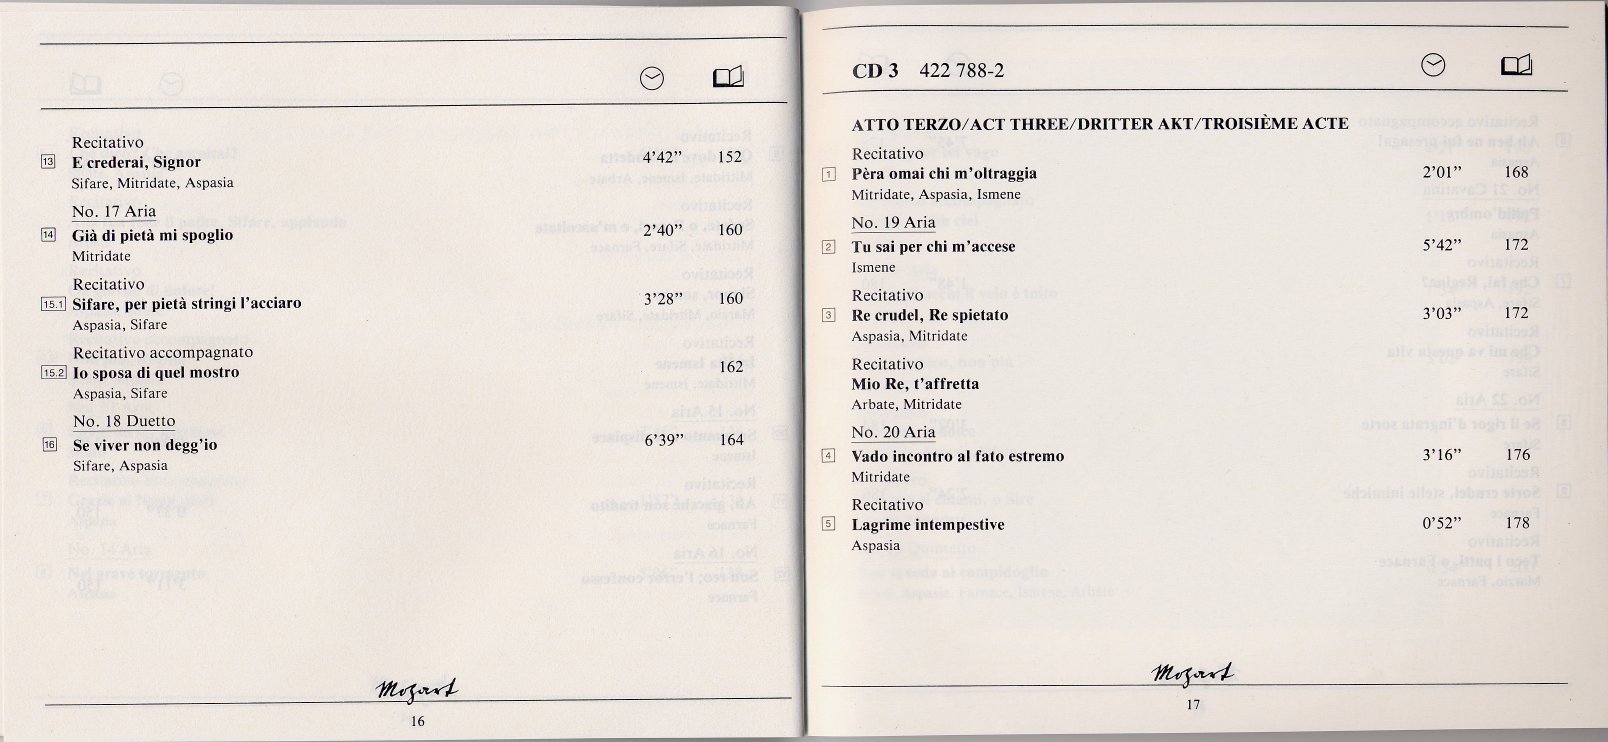 Recitativo
13 E crederai, Signor 4'42" 152
Sifare, Mitridate, Aspasia
No. 17 Aria
14 Già di pietà mi spoglio 2'40" 160
Mitridate
Recitativo
15.1 Sifare, per pietà stringi l'acciaro 3'28" 160
Aspasia, Sifare
Recitativo accompagnato
15.2 Io sposa di quel mostro 162
Aspasia, Sifare
No. 18 Duetto
16 Se viver non degg'io 6'39" 164
Sifare, Aspasia
Mozart
16
CD 3 422 788-2
ATTO TERZO/ACT THREE/DRITTER AKT/TROISIÈME ACTE
Recitativo
1 Pèra omai chi m'oltraggia 2'01" 168
Mitridate, Aspasia, Ismene
No. 19 Aria
2 Tu sai per chi m'accese 5'42" 172
Ismene
Recitativo
3 Re crudel, Re spietato 3'03" 172
Aspasia, Mitridate
Recitativo
Mio Re, t'affretta
Arbate, Mitridate
No. 20 Aria
4 Vado incontro al fato estremo 3'16" 176
Mitridate
Recitativo
5 Lagrime intempestive 0'52" 178
Aspasia
Mozart
17